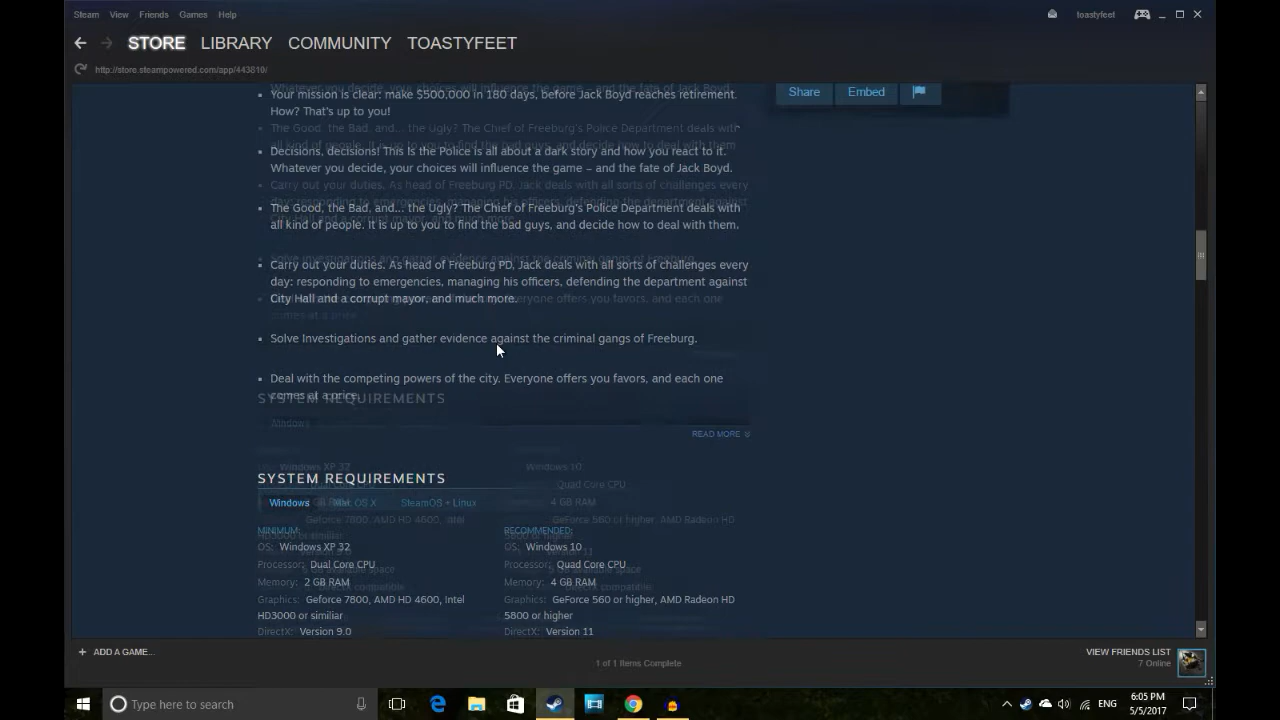 Steam View Friends Games Help
toastyfeet
STORE LIBRARY COMMUNITY TOASTYFEET
http://store.steampowered.com/app/443810/
Share Embed
Your mission is clear: make $500,000 in 180 days, before Jack Boyd reaches retirement.
How? That's up to you!
Decisions, decisions! This Is the Police is all about a dark story and how you react to it.
Whatever you decide, your choices will influence the game – and the fate of Jack Boyd.
The Good, the Bad, and... the Ugly? The Chief of Freeburg's Police Department deals with
all kind of people. It is up to you to find the bad guys, and decide how to deal with them.
Carry out your duties. As head of Freeburg PD, Jack deals with all sorts of challenges every
day: responding to emergencies, managing his officers, defending the department against
City Hall and a corrupt mayor, and much more.
Solve Investigations and gather evidence against the criminal gangs of Freeburg.
Deal with the competing powers of the city. Everyone offers you favors, and each one
comes at a price.
READ MORE
SYSTEM REQUIREMENTS
Windows Mac OS X SteamOS + Linux
MINIMUM:
OS: Windows XP 32
Processor: Dual Core CPU
Memory: 2 GB RAM
Graphics: Geforce 7800, AMD HD 4600, Intel
HD3000 or similiar
DirectX: Version 9.0
RECOMMENDED:
OS: Windows 10
Processor: Quad Core CPU
Memory: 4 GB RAM
Graphics: GeForce 560 or higher, AMD Radeon HD
5800 or higher
DirectX: Version 11
+ ADD A GAME...
1 of 1 Items Complete
VIEW FRIENDS LIST
7 Online
Type here to search
ENG
6:05 PM
5/5/2017